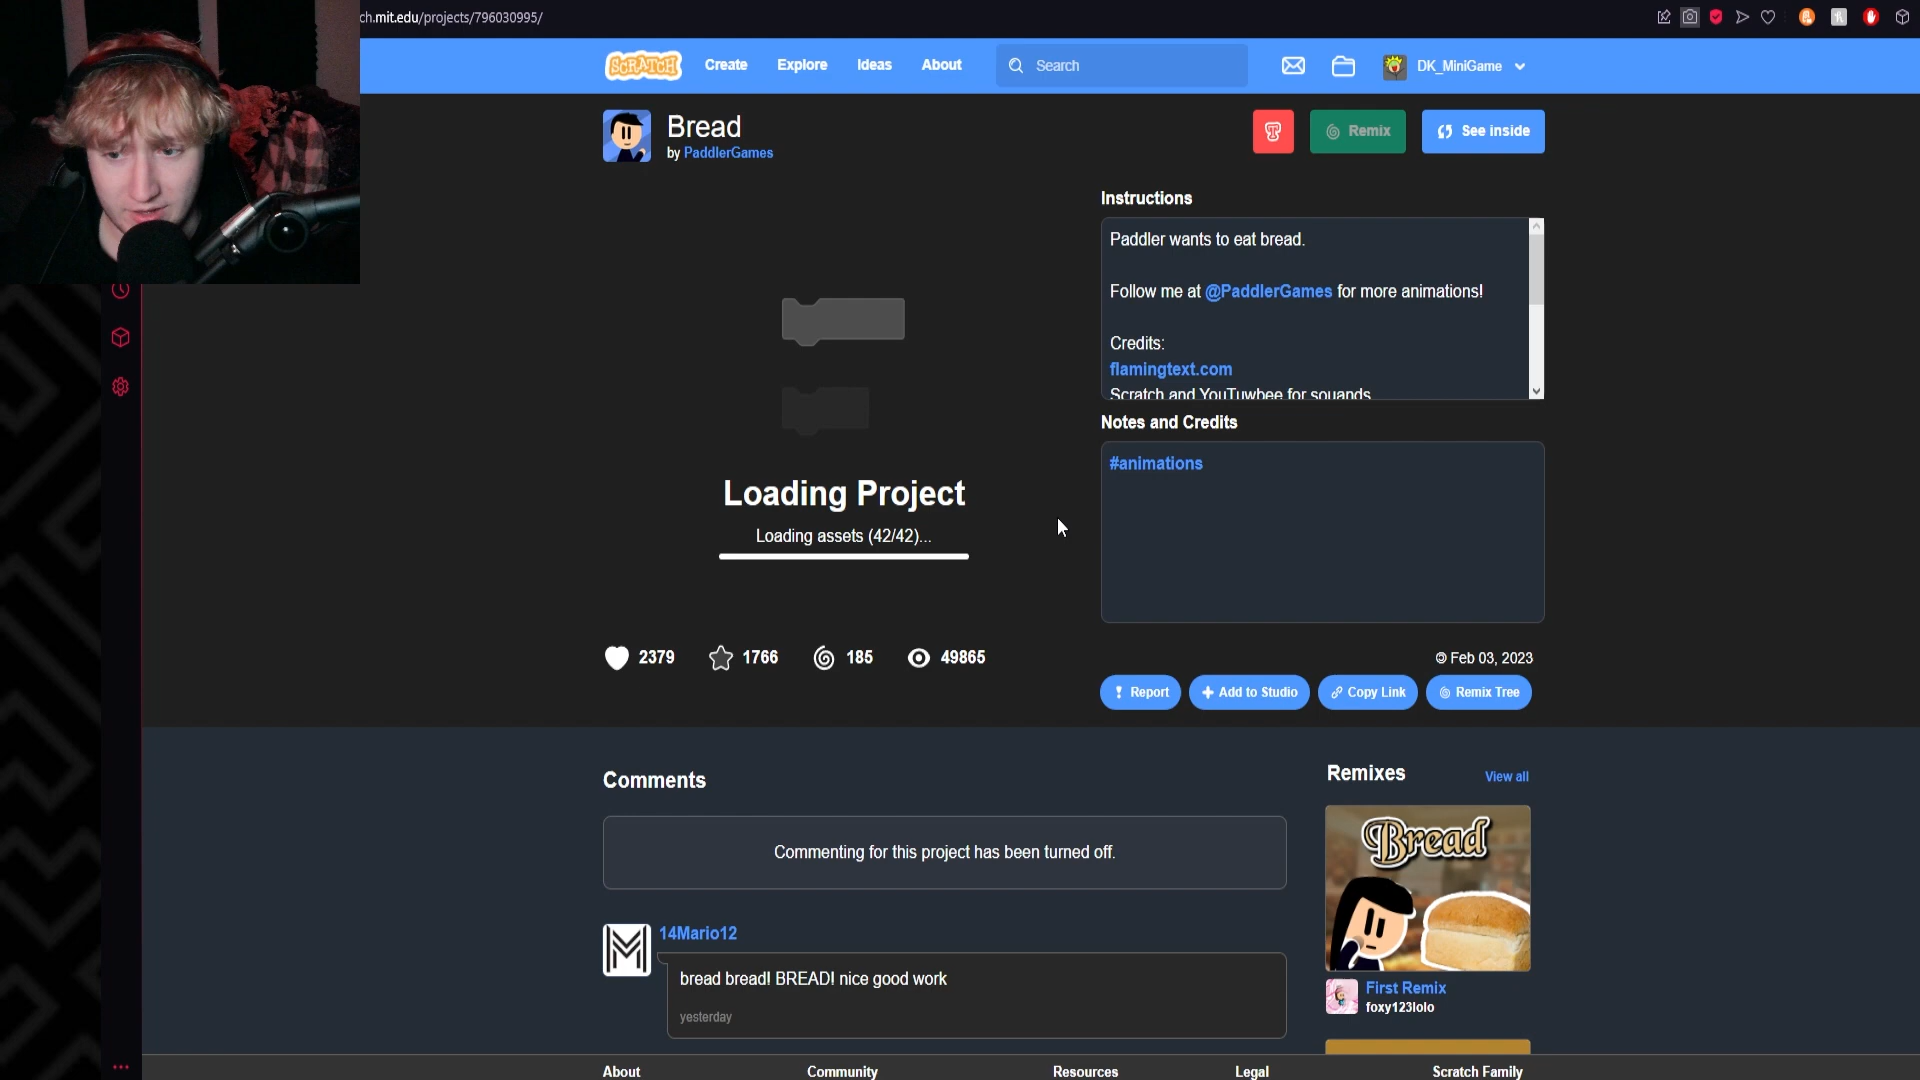 ch.mit.edu/projects/796030995/
SCRATCH
Create
Explore
Ideas
About
Search
DK_MiniGame
Bread
by PaddlerGames
Remix
See inside
Instructions
Paddler wants to eat bread.
Follow me at @PaddlerGames for more animations!
Credits:
flamingtext.com
Scratch and YouTuwbee for souands
Notes and Credits
#animations
Loading Project
Loading assets (42/42)...
2379
1766
185
49865
© Feb 03, 2023
Report
Add to Studio
Copy Link
Remix Tree
Comments
Commenting for this project has been turned off.
14Mario12
bread bread! BREAD! nice good work
yesterday
Remixes
View all
Bread
First Remix
foxy123lolo
About
Community
Resources
Legal
Scratch Family